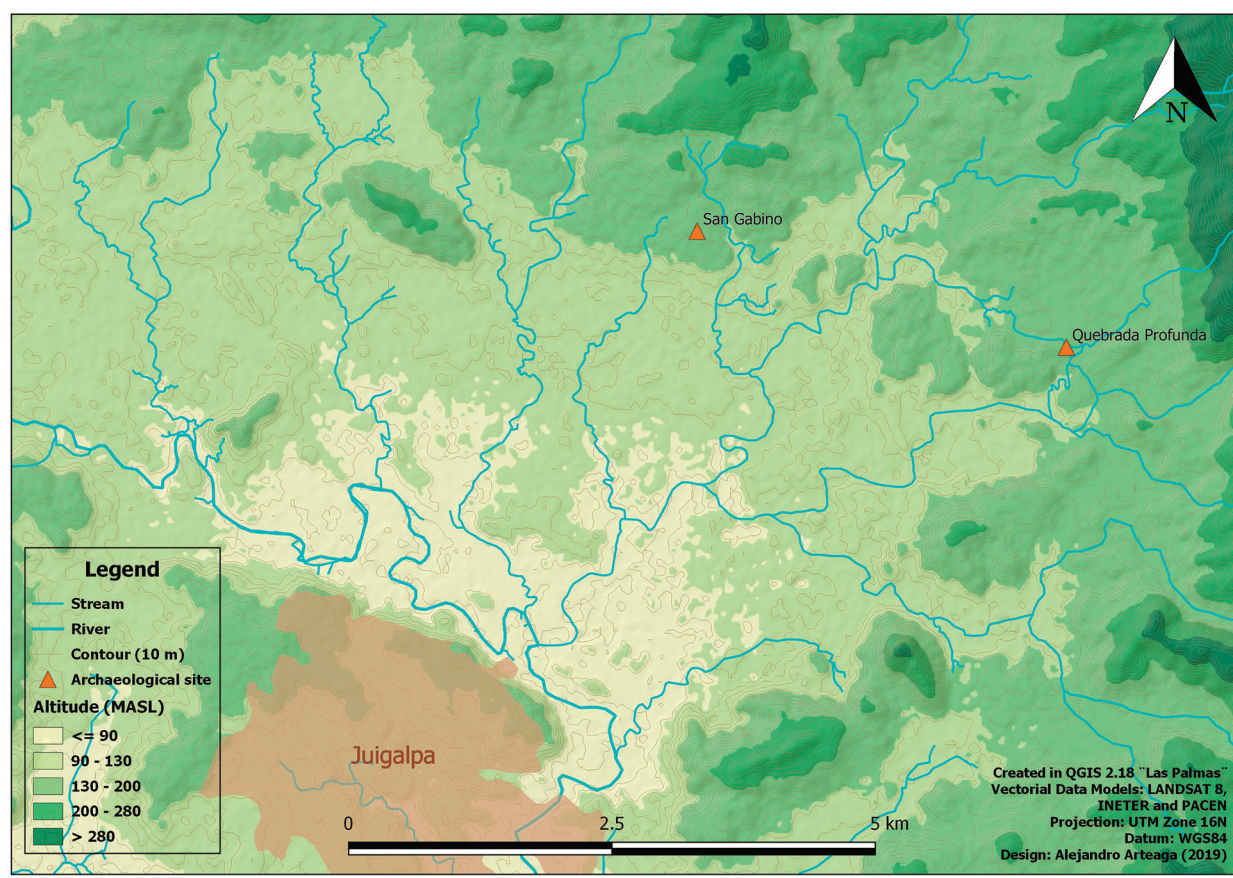 N
San Gabino
Quebrada Profunda
Legend
Stream
River
Contour (10 m)
Archaeological site
Altitude (MASL)
<= 90
90 - 130
130 - 200
200 - 280
> 280
Juigalpa
0 2.5 5 km
Created in QGIS 2.18 ¨Las Palmas¨
Vectorial Data Models: LANDSAT 8,
INETER and PACEN
Projection: UTM Zone 16N
Datum: WGS84
Design: Alejandro Arteaga (2019)